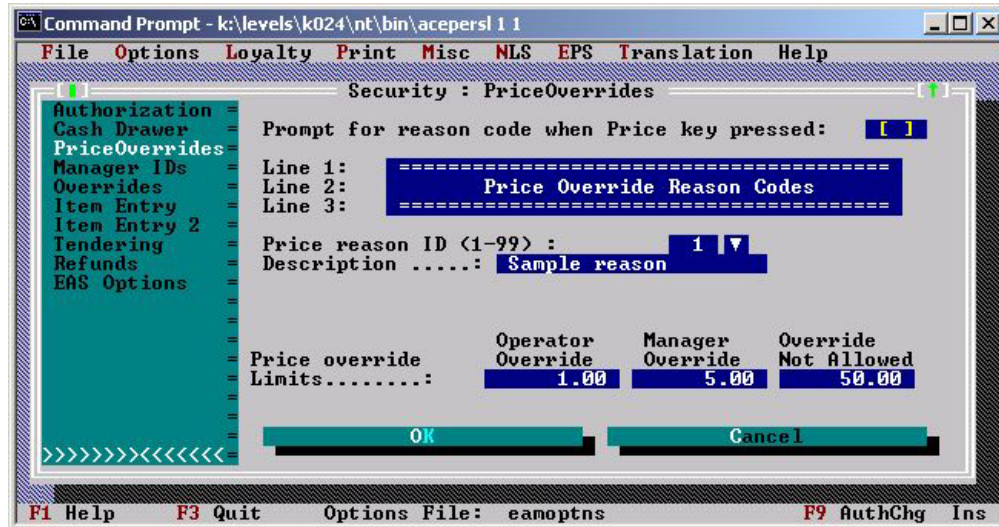 Command Prompt - k:\levels\k024\nt\bin\acepersl 1 1
File Options Loyalty Print Misc NLS EPS Translation Help
Security : PriceOverrides
Authorization =
Cash Drawer =
PriceOverrides=
Manager IDs =
Overrides =
Item Entry =
Item Entry 2 =
Tendering =
Refunds =
EAS Options =
>>>>>>>><<<<<<< =
Prompt for reason code when Price key pressed: [ ]
Line 1: ==========================================
Line 2: Price Override Reason Codes
Line 3: ==========================================
Price reason ID (1-99) : 1 ▼
Description .....: Sample reason
Operator Manager Override
Price override Override Override Not Allowed
Limits........: 1.00 5.00 50.00
OK Cancel
F1 Help F3 Quit Options File: eamoptns F9 AuthChg Ins